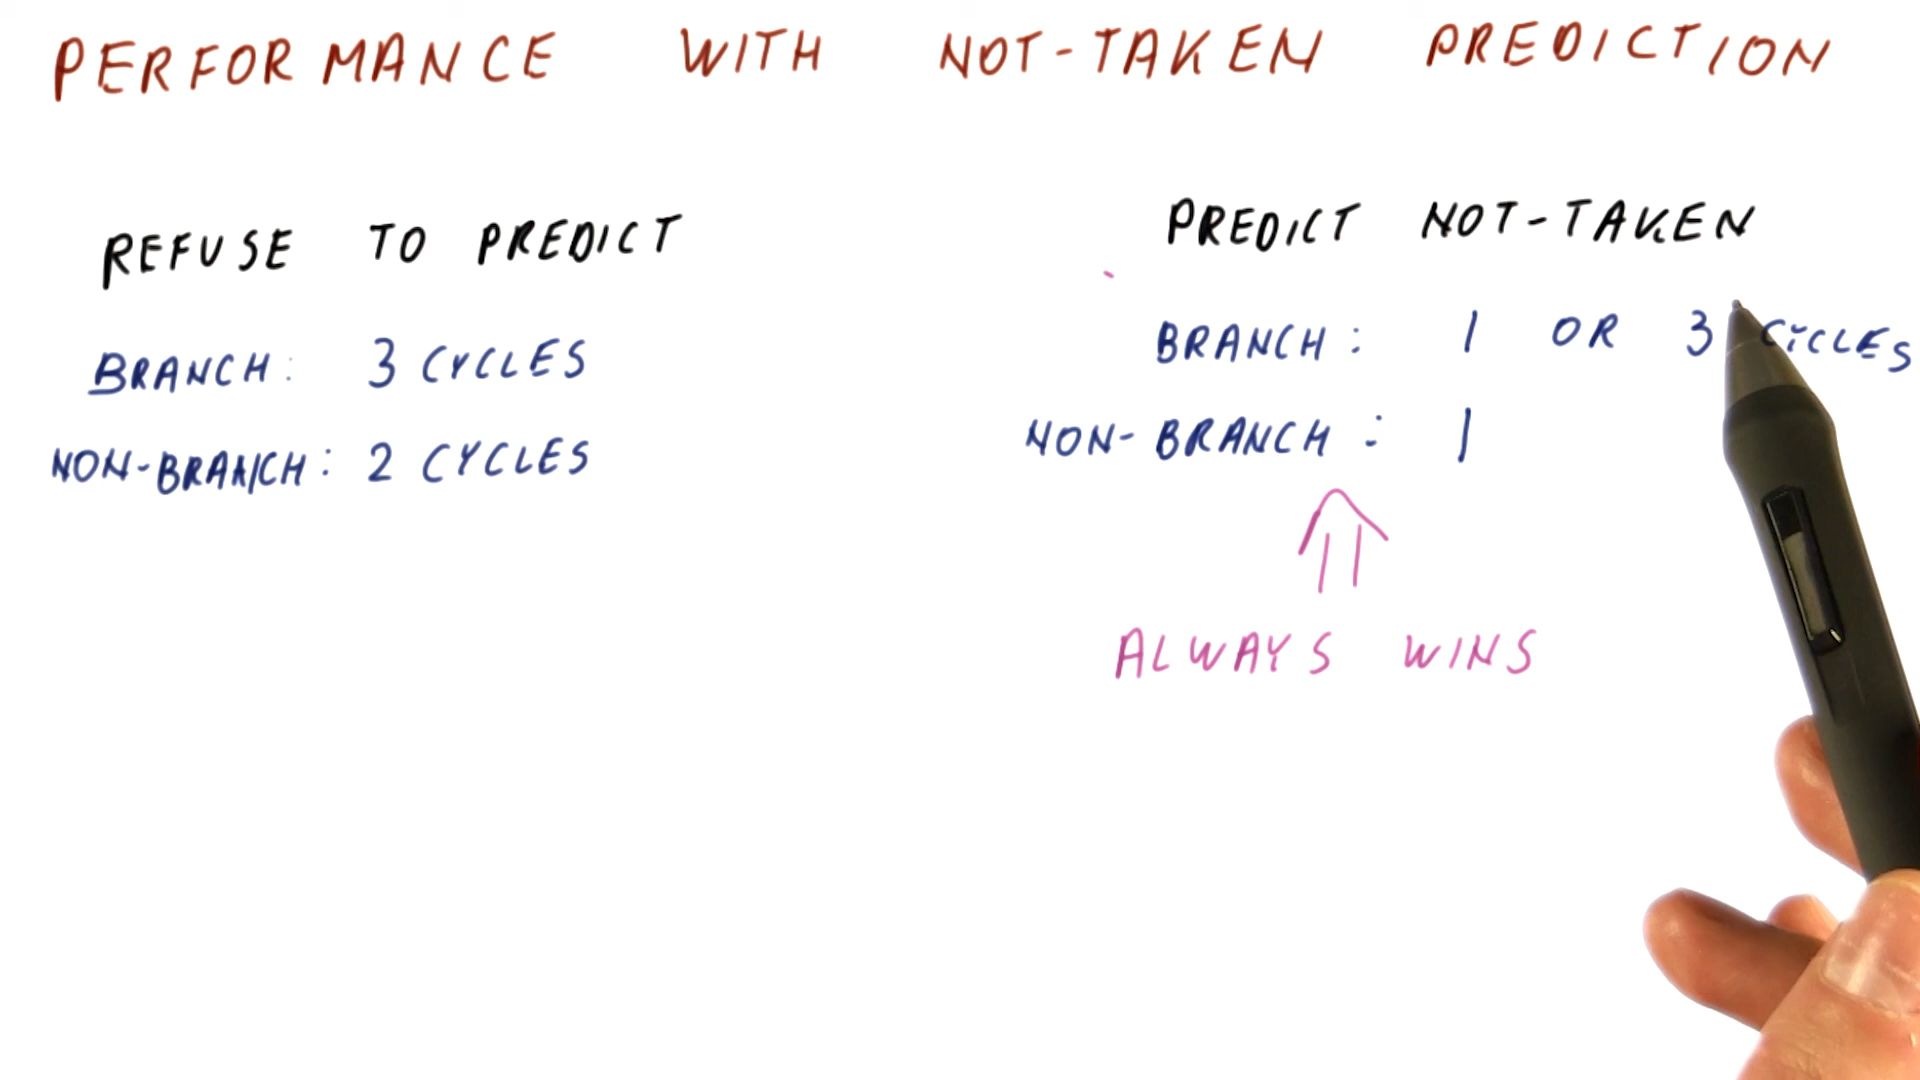 PERFORMANCE WITH NOT-TAKEN PREDICTION
REFUSE TO PREDICT
BRANCH: 3 CYCLES
NON-BRANCH: 2 CYCLES
PREDICT NOT-TAKEN
BRANCH: 1 OR 3 CYCLES
NON-BRANCH: 1
ALWAYS WINS